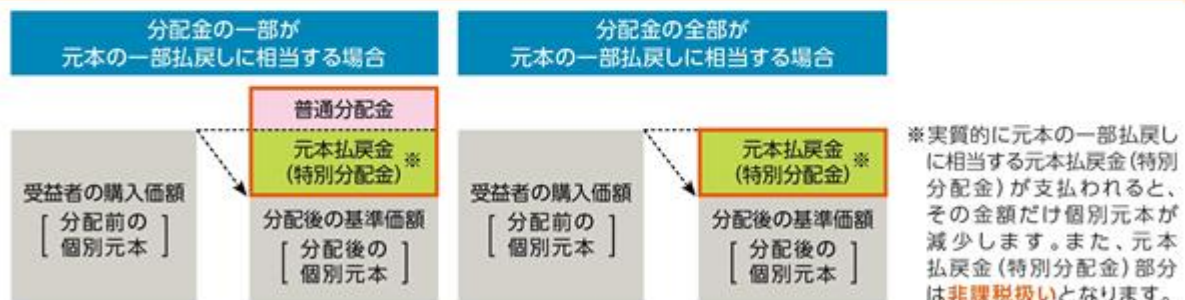 分配金の一部が
元本の一部払戻しに相当する場合
分配金の全部が
元本の一部払戻しに相当する場合
普通分配金
元本払戻金
(特別分配金)※
受益者の購入価額
[分配前の
個別元本]
分配後の基準価額
[分配後の
個別元本]
元本払戻金
(特別分配金)※
受益者の購入価額
[分配前の
個別元本]
分配後の基準価額
[分配後の
個別元本]
※実質的に元本の一部払戻し
に相当する元本払戻金(特別
分配金)が支払われると、
その金額だけ個別元本が
減少します。また、元本
払戻金(特別分配金)部分
は非課税扱いとなります。